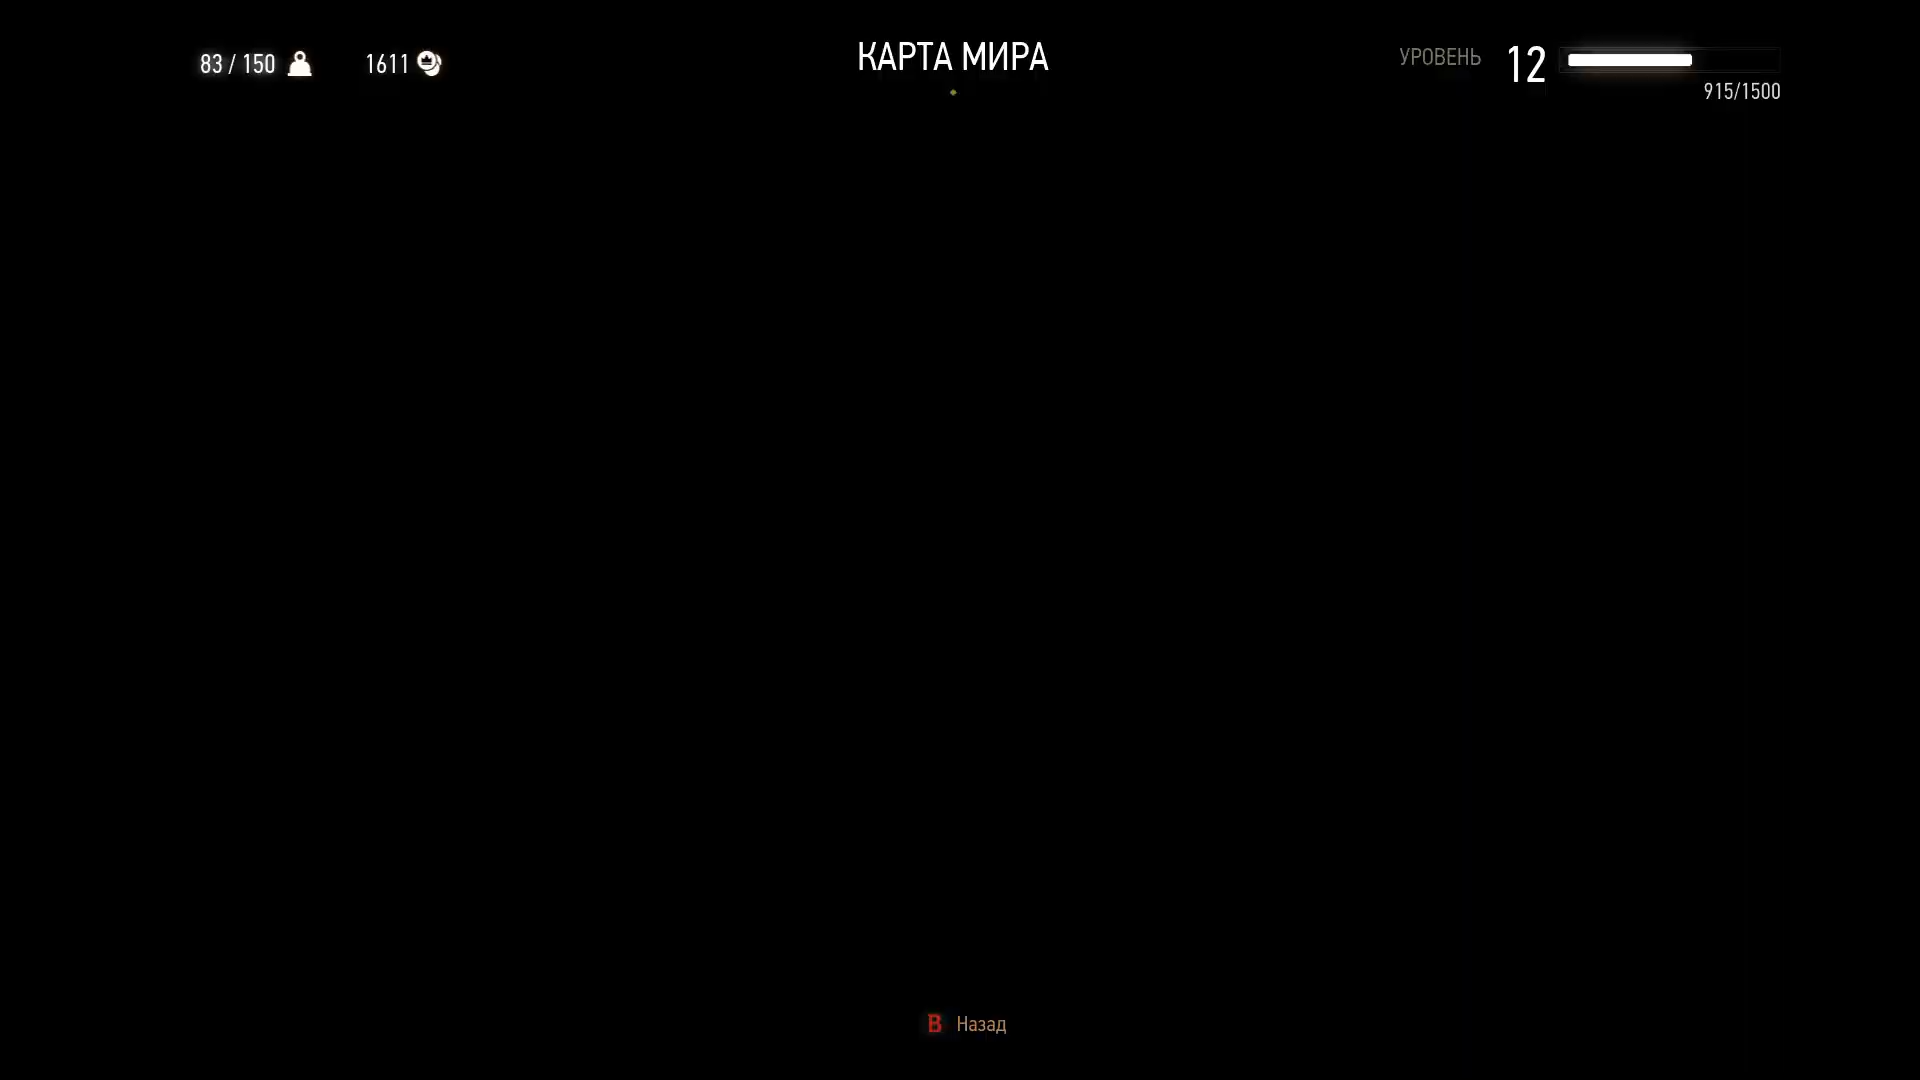 83 / 150 1611
КАРТА МИРА
УРОВЕНЬ 12
915/1500
B Назад